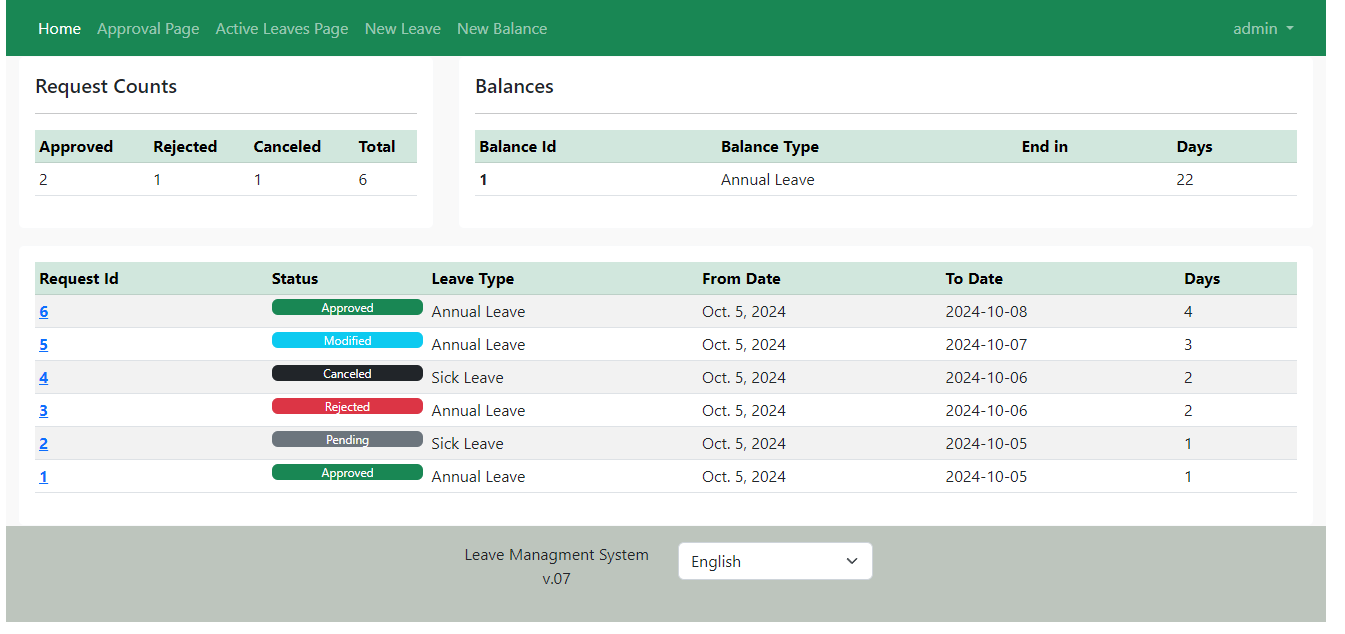 Home Approval Page Active Leaves Page New Leave New Balance admin
Request Counts
Approved Rejected Canceled Total
2 1 1 6
Balances
Balance Id Balance Type End in Days
1 Annual Leave 22
Request Id Status Leave Type From Date To Date Days
6 Approved Annual Leave Oct. 5, 2024 2024-10-08 4
5 Modified Annual Leave Oct. 5, 2024 2024-10-07 3
4 Canceled Sick Leave Oct. 5, 2024 2024-10-06 2
3 Rejected Annual Leave Oct. 5, 2024 2024-10-06 2
2 Pending Sick Leave Oct. 5, 2024 2024-10-05 1
1 Approved Annual Leave Oct. 5, 2024 2024-10-05 1
Leave Managment System
v.07
English